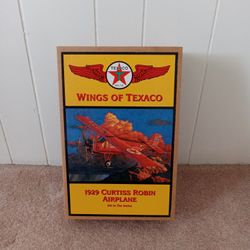 TEXACO
WINGS OF TEXACO
1929 CURTISS ROBIN
AIRPLANE